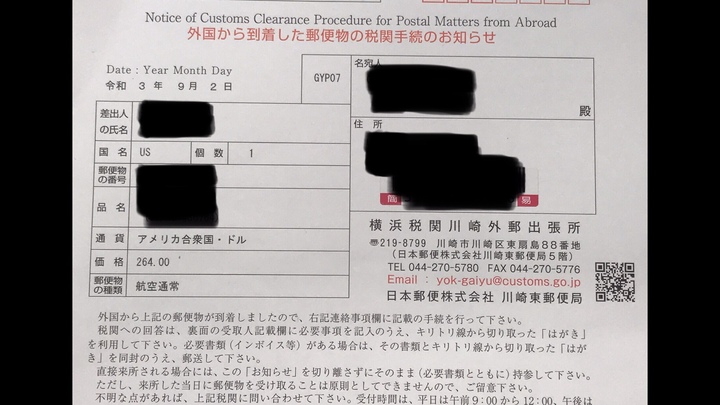 Notice of Customs Clearance Procedure for Postal Matters from Abroad
外国から到着した郵便物の税関手続のお知らせ
Date : Year Month Day
令和 3 年 9月 2 日
GYP07
名宛人
殿
差出人
の氏名
住 所
国 名 US 個 数 1
郵便物
の番号
品 名
易
通 貨 アメリカ合衆国・ドル
価 格 264.00
郵便物
の種類 航空通常
横浜税関川崎外郵出張所
〠219-8799 川崎市川崎区東扇島88番地
(日本郵便株式会社川崎東郵便局5階)
TEL 044-270-5780 FAX 044-270-5776
Email : yok-gaiyu@customs.go.jp
日本郵便株式会社 川崎東郵便局
外国から上記の郵便物が到着しましたので、右記連絡事項欄に記載の手続を行って下さい。
税関への回答は、裏面の受取人記載欄に必要事項を記入のうえ、キリトリ線から切り取った「はがき」
を利用して下さい。必要書類(インボイス等)がある場合は、その書類とキリトリ線から切り取った「はが
き」を同封のうえ、郵送して下さい。
直接来所される場合には、この「お知らせ」を切り離さずにそのまま(必要書類とともに)持参して下さい。
ただし、来所した当日に郵便物を受け取ることは原則としてできませんので、ご留意下さい。
不明な点があれば、上記税関に問い合わせて下さい。受付時間は、平日は午前9:00から12:00、午後は